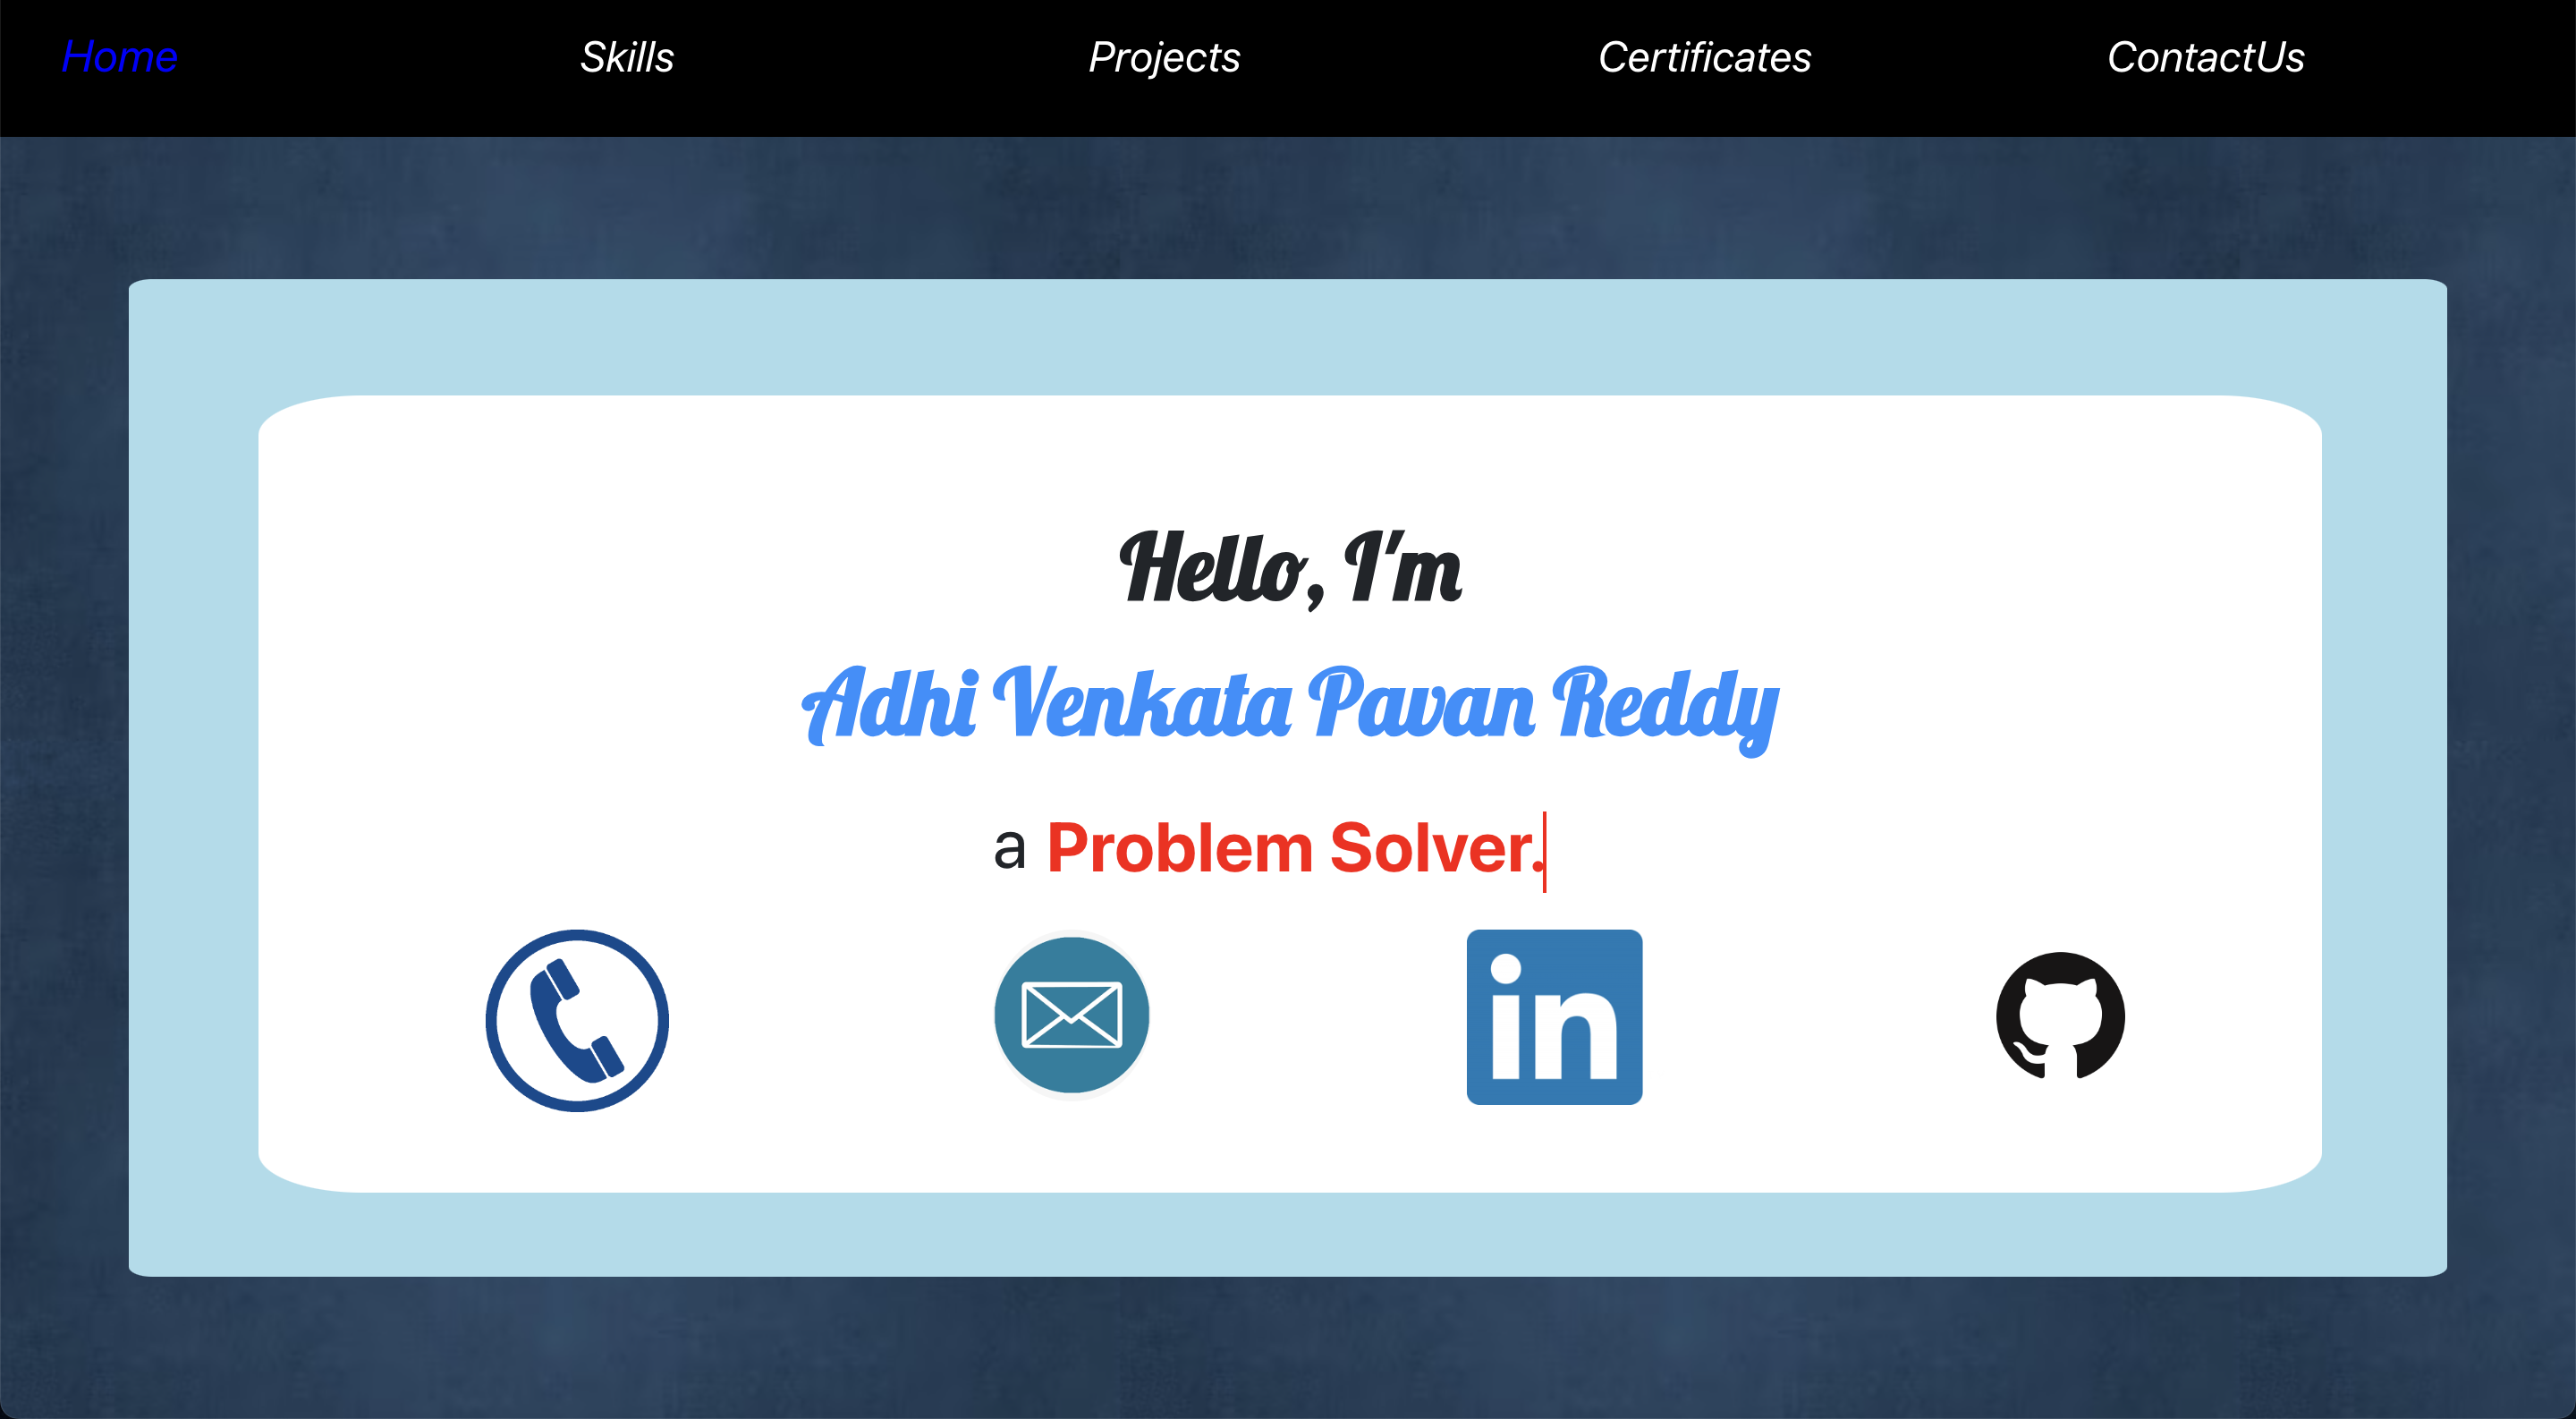 Home Skills Projects Certificates ContactUs
Hello, I'm
Adhi Venkata Pavan Reddy
a Problem Solver.
in